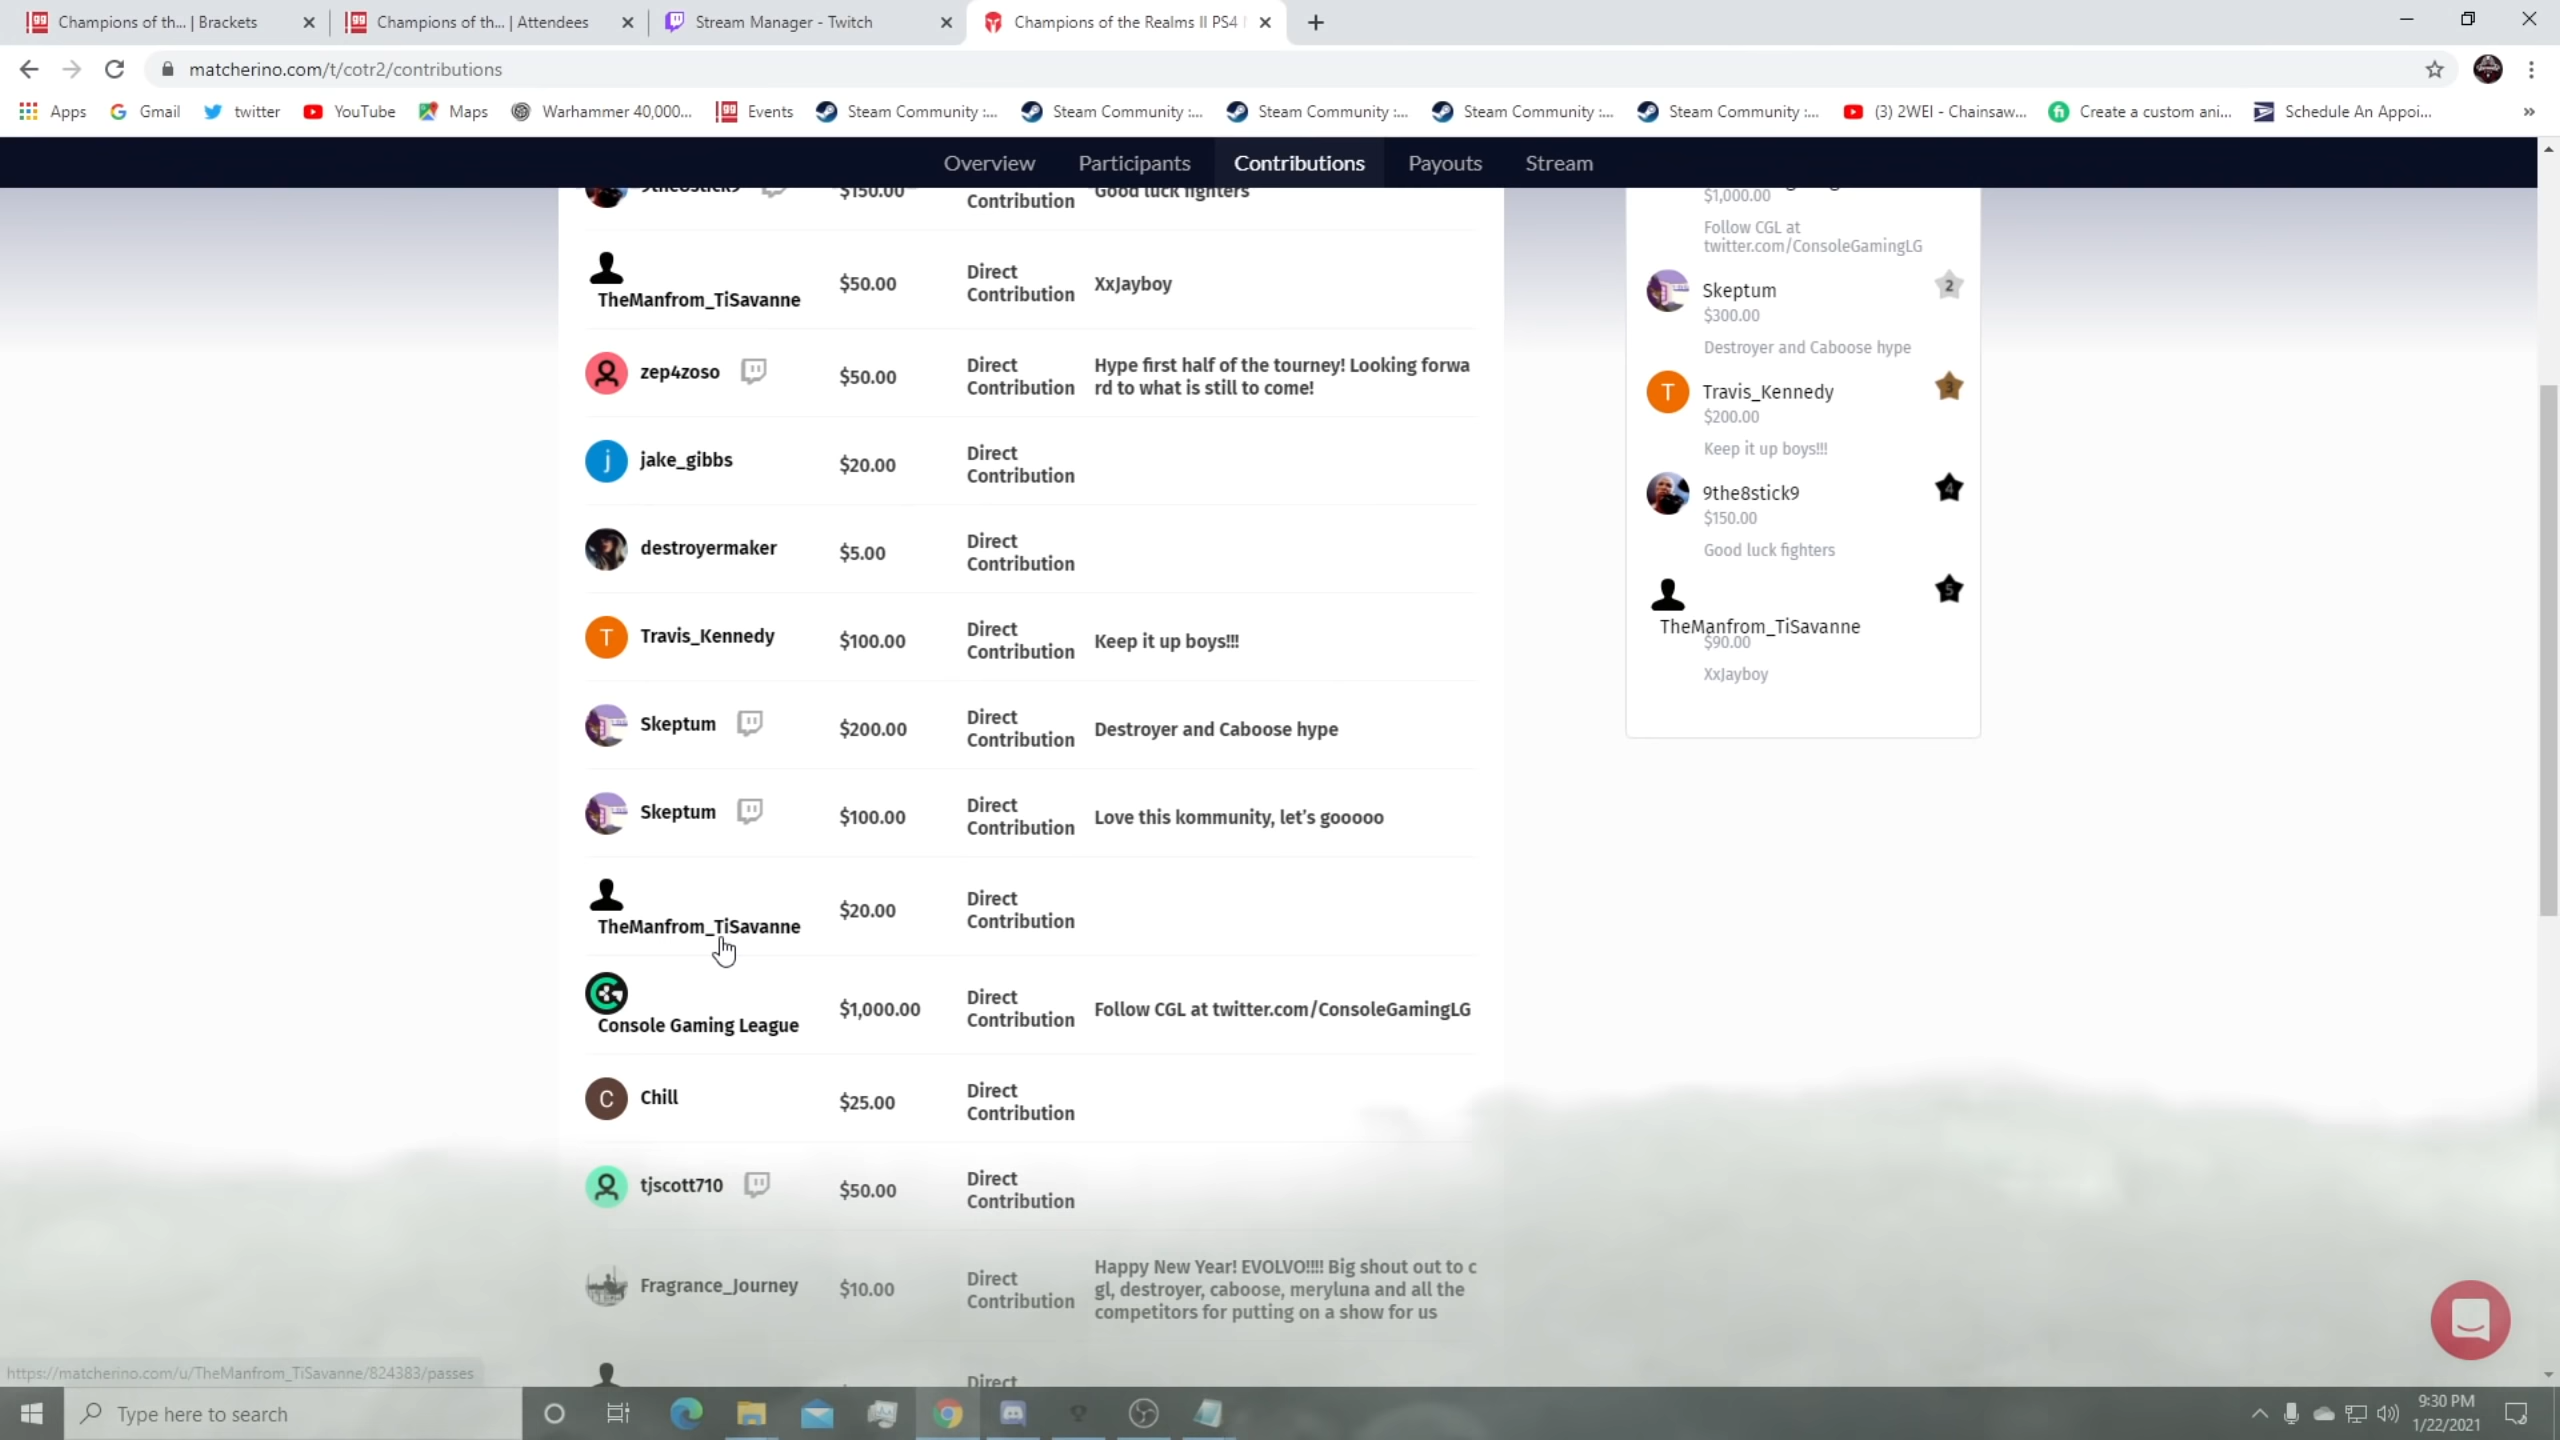 Champions of th... | Brackets
Champions of th... | Attendees
Stream Manager - Twitch
Champions of the Realms II PS4
matcherino.com/t/cotr2/contributions
Apps
Gmail
twitter
YouTube
Maps
Warhammer 40,000...
Events
Steam Community :...
Steam Community :...
Steam Community :...
Steam Community :...
Steam Community :...
(3) 2WEI - Chainsaw...
Create a custom ani...
Schedule An Appoi...
»
Overview
Participants
Contributions
Payouts
Stream
9the8stick9
$150.00
Contribution
Good luck fighters
TheManfrom_TiSavanne
$50.00
Direct
Contribution
XxJayboy
zep4zoso
$50.00
Direct
Contribution
Hype first half of the tourney! Looking forwa
rd to what is still to come!
jake_gibbs
$20.00
Direct
Contribution
destroyermaker
$5.00
Direct
Contribution
T
Travis_Kennedy
$100.00
Direct
Contribution
Keep it up boys!!!
Skeptum
$200.00
Direct
Contribution
Destroyer and Caboose hype
Skeptum
$100.00
Direct
Contribution
Love this kommunity, let's gooooo
TheManfrom_TiSavanne
$20.00
Direct
Contribution
Console Gaming League
$1,000.00
Direct
Contribution
Follow CGL at twitter.com/ConsoleGamingLG
C
Chill
$25.00
Direct
Contribution
tjscott710
$50.00
Direct
Contribution
Fragrance_Journey
$10.00
Direct
Contribution
Happy New Year! EVOLVO!!!! Big shout out to c
gl, destroyer, caboose, meryluna and all the
competitors for putting on a show for us
Direct
$1,000.00
Follow CGL at
twitter.com/ConsoleGamingLG
Skeptum
2
$300.00
Destroyer and Caboose hype
T
Travis_Kennedy
3
$200.00
Keep it up boys!!!
9the8stick9
4
$150.00
Good luck fighters
5
TheManfrom_TiSavanne
$90.00
XxJayboy
https://matcherino.com/u/TheManfrom_TiSavanne/824383/passes
Type here to search
9:30 PM
1/22/2021